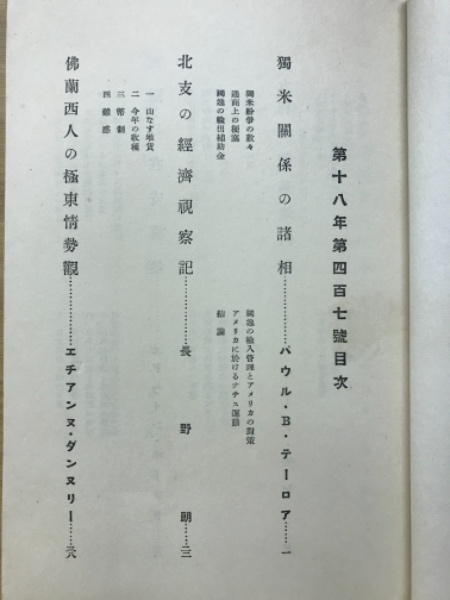 第十八年第四百七號目次
獨米關係の諸相……………パウル・B・テーロア……一
獨米紛爭の數々
通商上の稠富
獨逸の輸出補助金
獨逸の輸入管理とアメリカの對策
アメリカに於けるナチス運動
結論
北支の經濟視察記……………長野朗……三
一 山なす堆貨
二 今年の收穫
三 幣制
四 雜感
佛蘭西人の極東情勢觀……………エチアンヌ・ダンヌリー……六